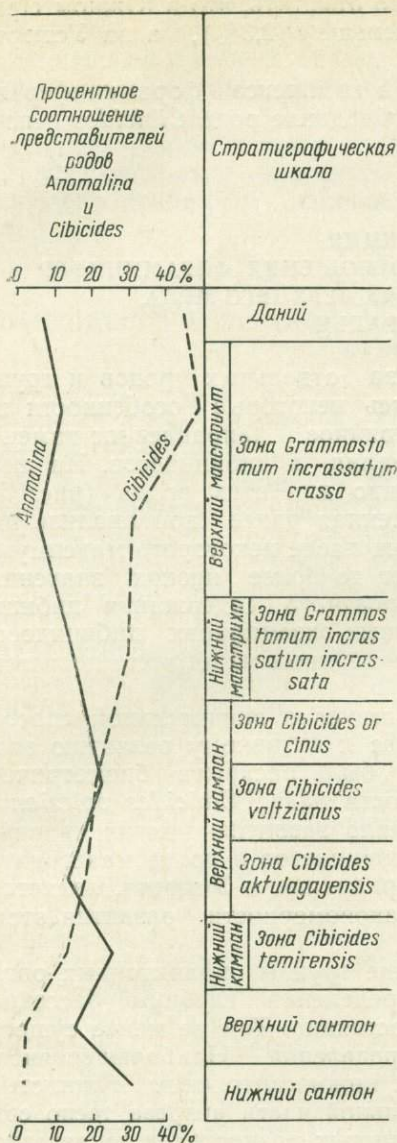 Процентное
соотношение
представителей
родов
Anomalina
и
Cibicides
Стратиграфическая
шкала
0 10 20 30 40%
Даний
Anomalina
Cibicides
Верхний маастрихт
Зона Grammosto
mum incrassatum
crassa
Нижний
маастрихт
Зона Grammos
tomum incras
satum incras-
sata
Верхний кампан
Зона Cibicides or
cinus
Зона Cibicides
voltzianus
Зона Cibicides
aktulagayensis
Нижний
кампан
Зона Cibicides
temirensis
Верхний сантон
Нижний сантон
0 10 20 30 40%